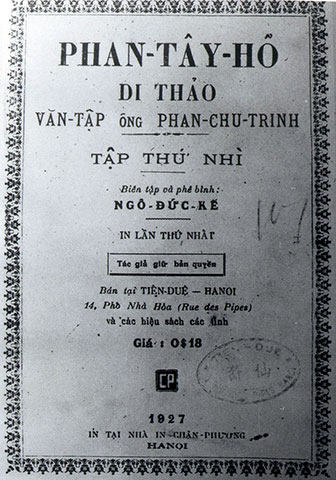 PHAN-TÂY-HỒ
DI THẢO
VĂN-TẬP ÔNG PHAN-CHU-TRINH
TẬP THỨ NHÌ
Biên tập và phê bình:
NGÔ-ĐỨC-KẾ
IN LẦN THỨ NHẤT
Tác giả giữ bản quyền
Bán tại TIỆN-DUỆ — HANOI
14, Phố Nhà Hỏa (Rue des Pipes)
và các hiệu sách các tỉnh
Giá : 0$18
CP
1927
IN TẠI NHÀ IN-CHÂN-PHƯƠNG
HANOI